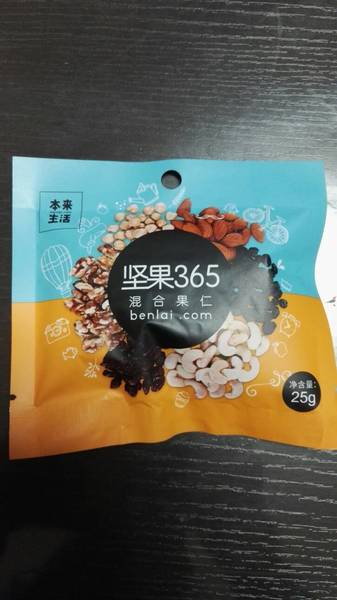 本来
生活
坚果365
混合果仁
benlai.com
净含量:
25g